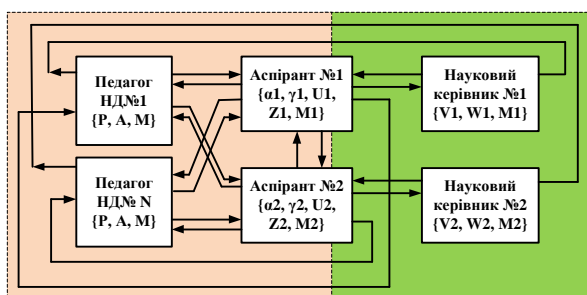 Педагог
НД№1
{P, A, M}
Аспірант №1
{α1, γ1, U1,
Z1, M1}
Науковий
керівник №1
{V1, W1, M1}
Педагог
НД№ N
{P, A, M}
Аспірант №2
{α2, γ2, U2,
Z2, M2}
Науковий
керівник №2
{V2, W2, M2}